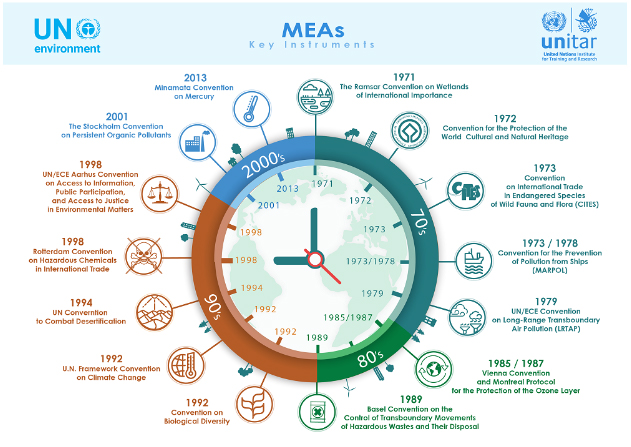 UN
environment
MEAs
Key Instruments
unitar
United Nations Institute
for Training and Research
1971
The Ramsar Convention on Wetlands
of International Importance
1972
Convention for the Protection of the
World Cultural and Natural Heritage
1973
Convention
on International Trade
in Endangered Species
of Wild Fauna and Flora (CITES)
CITES
1973 / 1978
Convention for the Prevention
of Pollution from Ships
(MARPOL)
1979
UN/ECE Convention
on Long-Range Transboundary
Air Pollution (LRTAP)
1985 / 1987
Vienna Convention
and Montreal Protocol
for the Protection of the Ozone Layer
1989
Basel Convention on the
Control of Transboundary Movements
of Hazardous Wastes and Their Disposal
1992
Convention on
Biological Diversity
1992
U.N. Framework Convention
on Climate Change
1994
UN Convention
to Combat Desertification
1998
Rotterdam Convention
on Hazardous Chemicals
in International Trade
1998
UN/ECE Aarhus Convention
on Access to Information,
Public Participation,
and Access to Justice
in Environmental Matters
2001
The Stockholm Convention
on Persistent Organic Pollutants
2013
Minamata Convention
on Mercury
70's
80's
90's
2000's
1971
1972
1973
1973/1978
1979
1985/1987
1989
1992
1992
1994
1998
1998
2001
2013